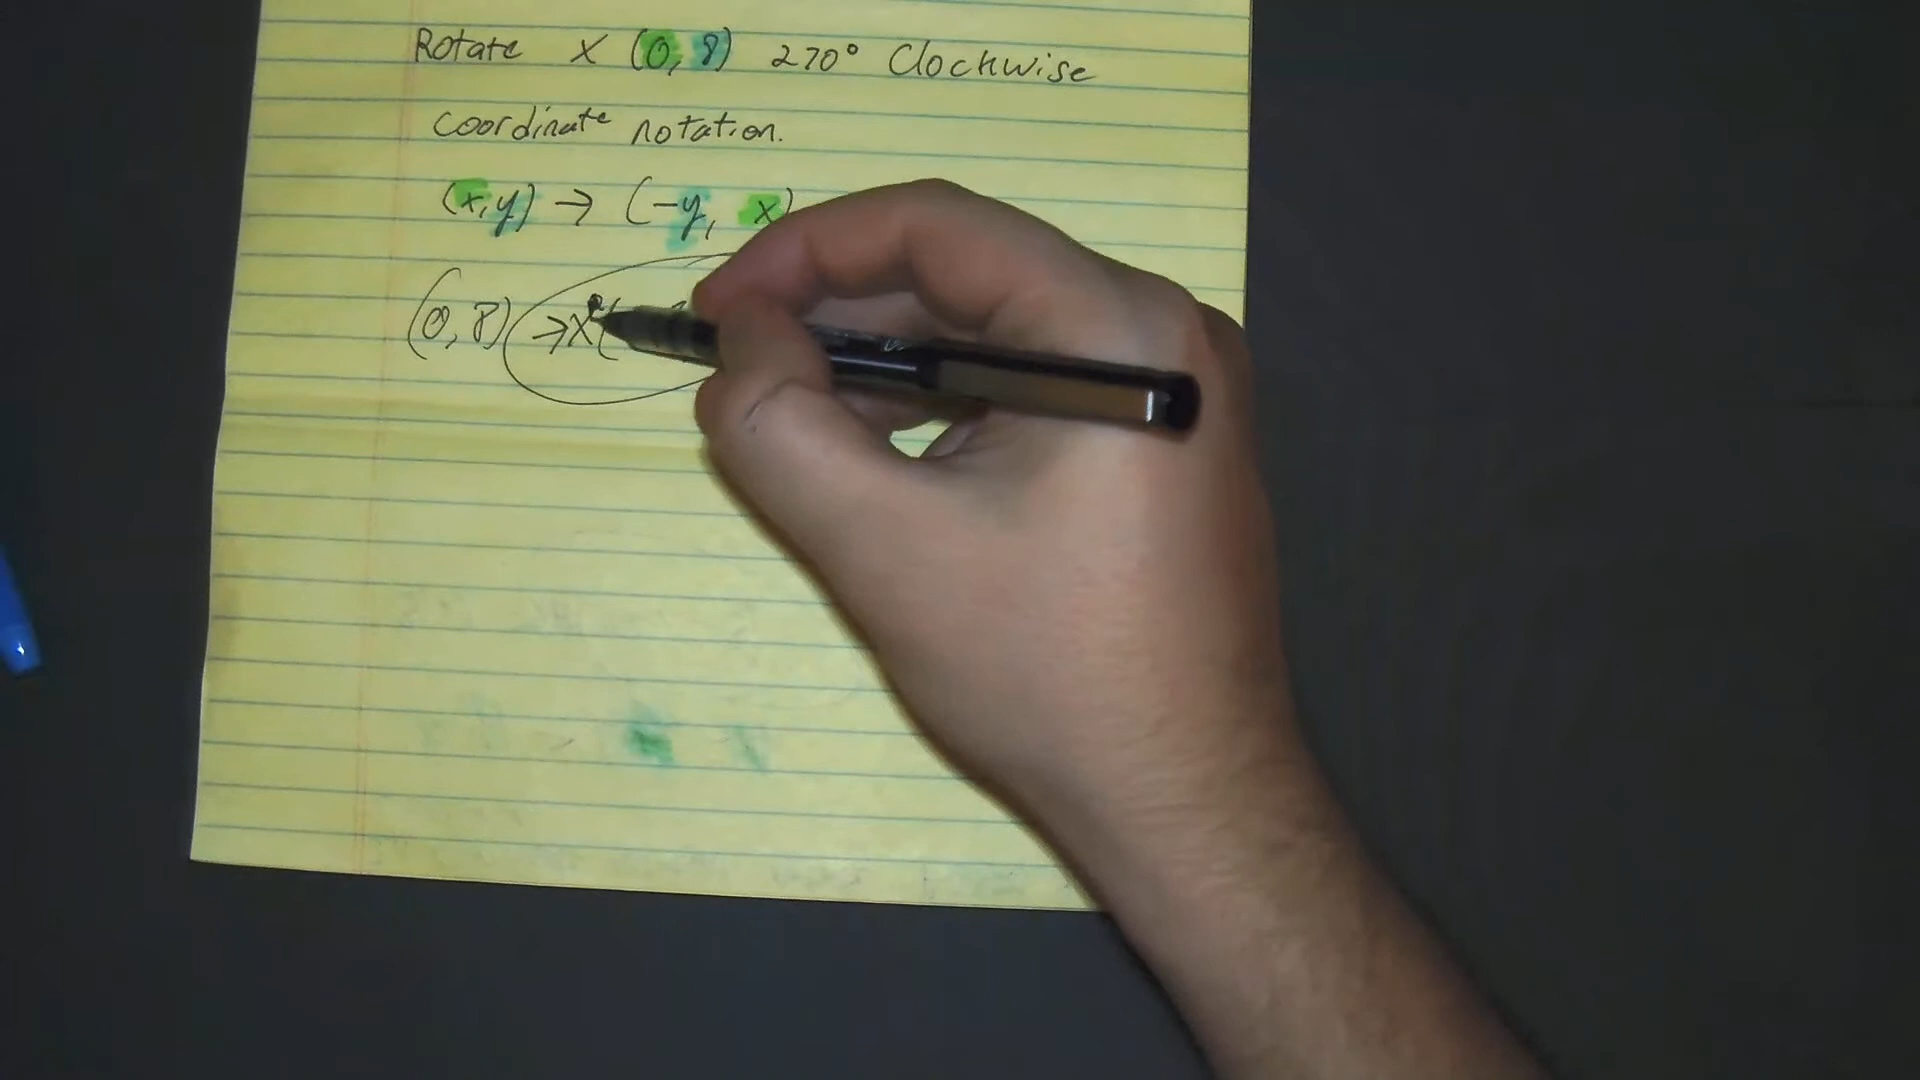 Rotate X (0, 8) 270° Clockwise
coordinate notation.
(x,y) → (-y, x)
(0, 8) → X (